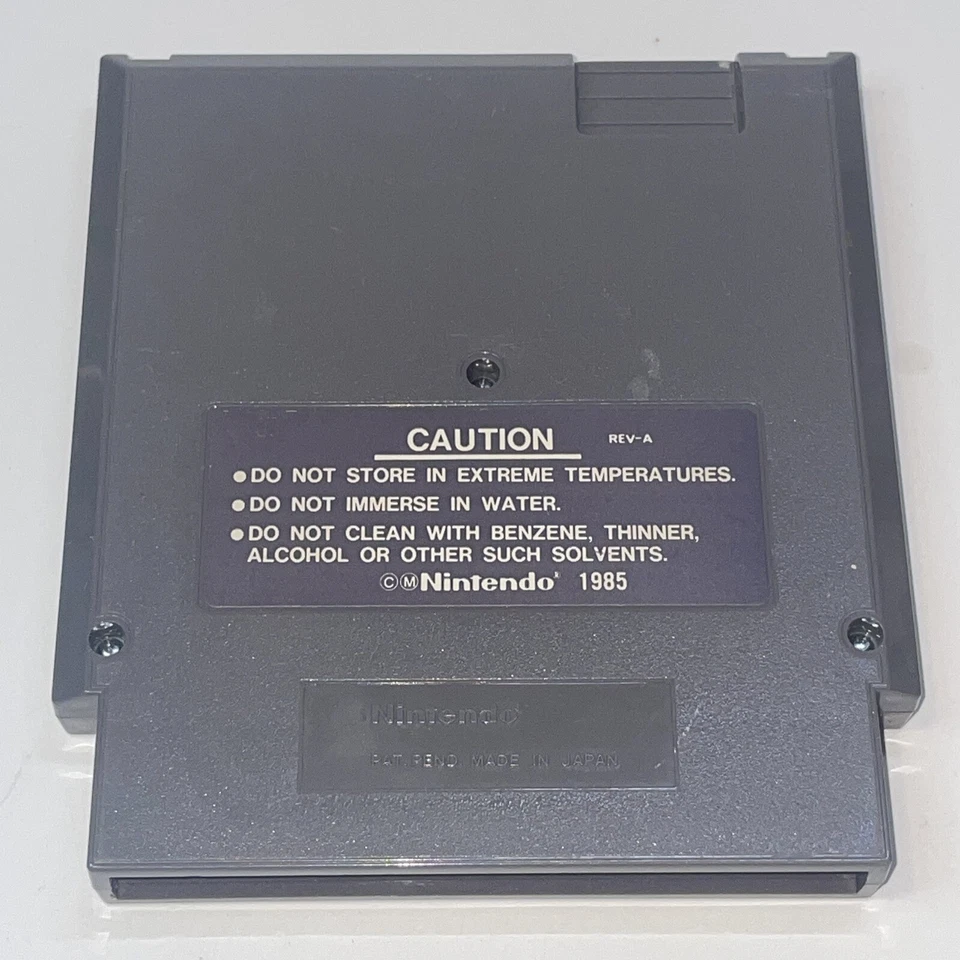 CAUTION REV-A
●DO NOT STORE IN EXTREME TEMPERATURES.
●DO NOT IMMERSE IN WATER.
●DO NOT CLEAN WITH BENZENE, THINNER,
ALCOHOL OR OTHER SUCH SOLVENTS.
ⒸⓂNintendo® 1985
Nintendo®
PAT. PEND. MADE IN JAPAN